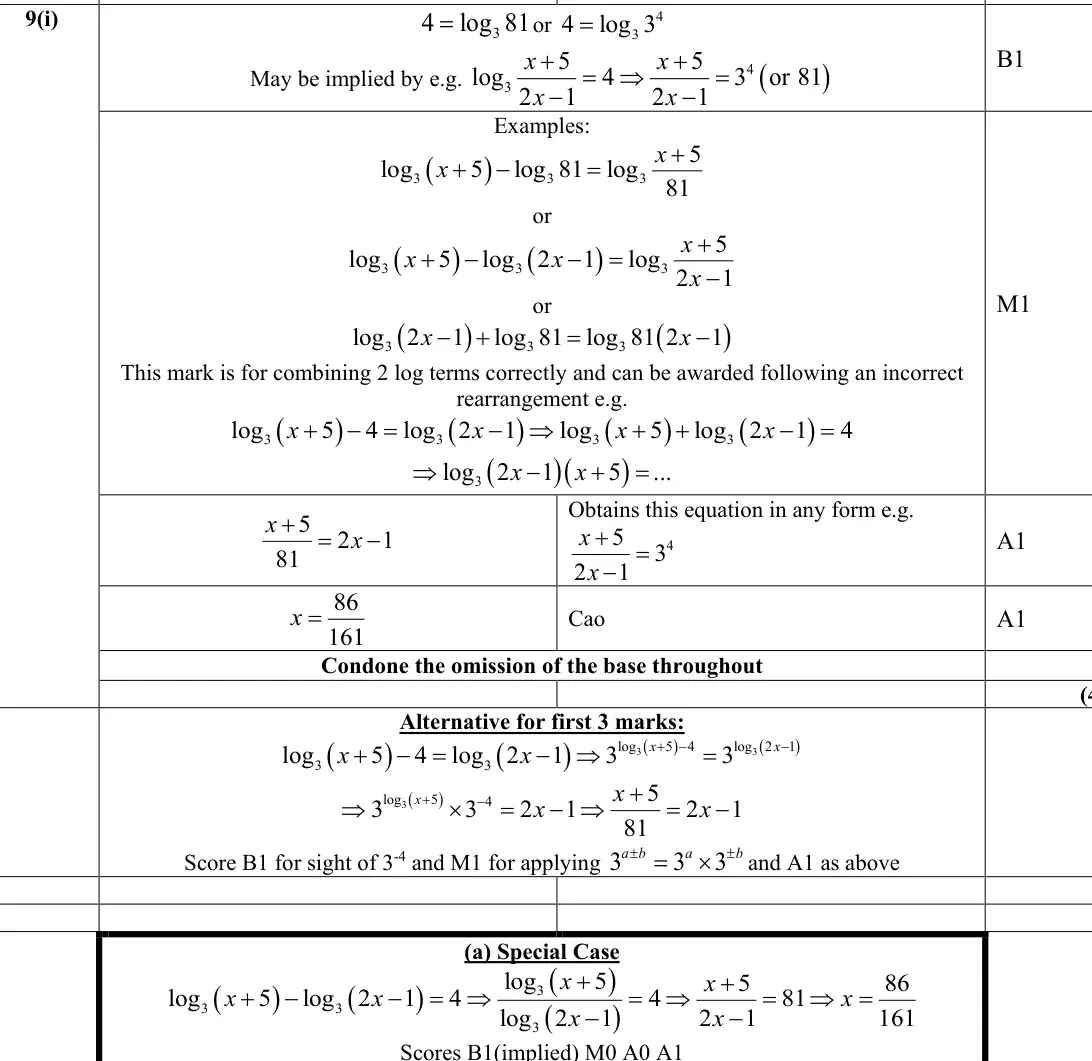 9(i)
4 = log₃ 81 or 4 = log₃ 3⁴
May be implied by e.g. log₃ (x + 5)/(2x − 1) = 4 ⇒ (x + 5)/(2x − 1) = 3⁴ (or 81)
B1
Examples:
log₃ (x + 5) − log₃ 81 = log₃ (x + 5)/81
or
log₃ (x + 5) − log₃ (2x − 1) = log₃ (x + 5)/(2x − 1)
or
log₃ (2x − 1) + log₃ 81 = log₃ 81(2x − 1)
This mark is for combining 2 log terms correctly and can be awarded following an incorrect
rearrangement e.g.
log₃ (x + 5) − 4 = log₃ (2x − 1) ⇒ log₃ (x + 5) + log₃ (2x − 1) = 4
⇒ log₃ (2x − 1)(x + 5) = ...
M1
(x + 5)/81 = 2x − 1
Obtains this equation in any form e.g.
(x + 5)/(2x − 1) = 3⁴
A1
x = 86/161
Cao
A1
Condone the omission of the base throughout
(4
Alternative for first 3 marks:
log₃ (x + 5) − 4 = log₃ (2x − 1) ⇒ 3^(log₃(x+5)−4) = 3^(log₃(2x−1))
⇒ 3^(log₃(x+5)) × 3⁻⁴ = 2x − 1 ⇒ (x + 5)/81 = 2x − 1
Score B1 for sight of 3⁻⁴ and M1 for applying 3^(a±b) = 3^a × 3^(±b) and A1 as above
(a) Special Case
log₃ (x + 5) − log₃ (2x − 1) = 4 ⇒ log₃ (x + 5)/log₃ (2x − 1) = 4 ⇒ (x + 5)/(2x − 1) = 81 ⇒ x = 86/161
Scores B1(implied) M0 A0 A1